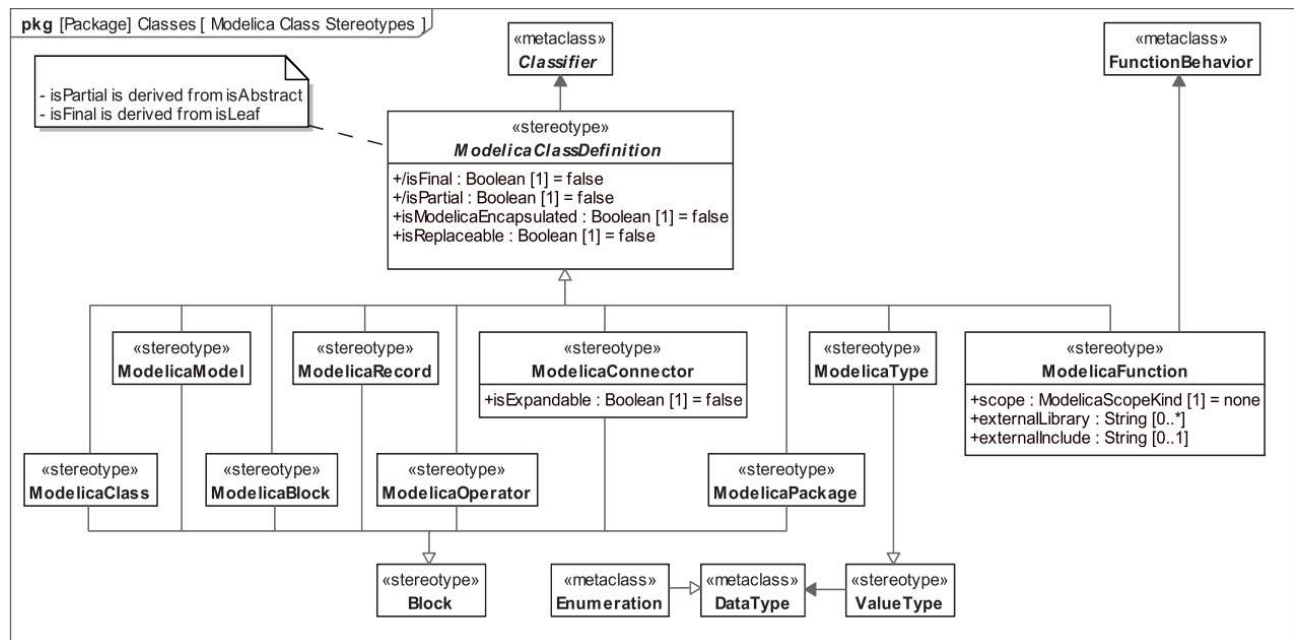 pkg [Package] Classes [ Modelica Class Stereotypes ]
- isPartial is derived from isAbstract
- isFinal is derived from isLeaf
«metaclass»
Classifier
«metaclass»
FunctionBehavior
«stereotype»
ModelicaClassDefinition
+/isFinal : Boolean [1] = false
+/isPartial : Boolean [1] = false
+isModelicaEncapsulated : Boolean [1] = false
+isReplaceable : Boolean [1] = false
«stereotype»
ModelicaModel
«stereotype»
ModelicaRecord
«stereotype»
ModelicaConnector
+isExpandable : Boolean [1] = false
«stereotype»
ModelicaType
«stereotype»
ModelicaFunction
+scope : ModelicaScopeKind [1] = none
+externalLibrary : String [0..*]
+externalInclude : String [0..1]
«stereotype»
ModelicaClass
«stereotype»
ModelicaBlock
«stereotype»
ModelicaOperator
«stereotype»
ModelicaPackage
«stereotype»
Block
«metaclass»
Enumeration
«metaclass»
DataType
«stereotype»
ValueType